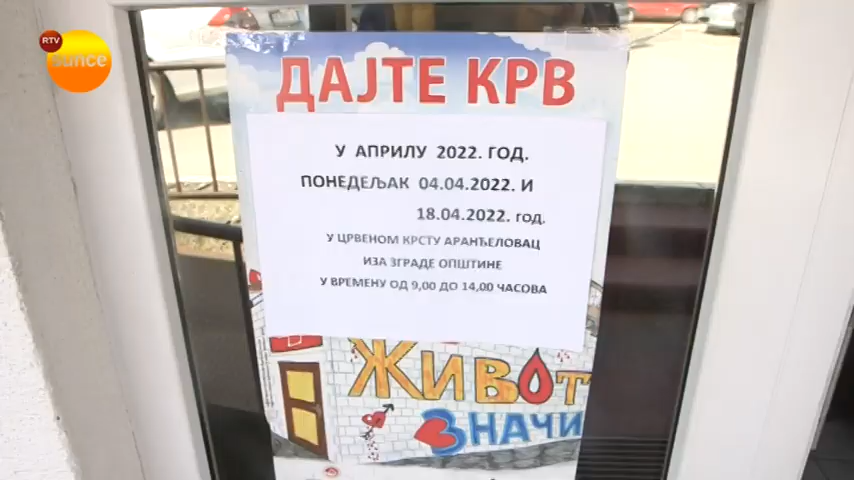 RTV
sunce
ДАЈТЕ КРВ
У АПРИЛУ 2022. ГОД.
ПОНЕДЕЉАК 04.04.2022. И
18.04.2022. ГОД.
У ЦРВЕНОМ КРСТУ АРАНЂЕЛОВАЦ
ИЗА ЗГРАДЕ ОПШТИНЕ
У ВРЕМЕНУ ОД 9,00 ДО 14,00 ЧАСОВА
ЖИВОТ
ЗНАЧИ